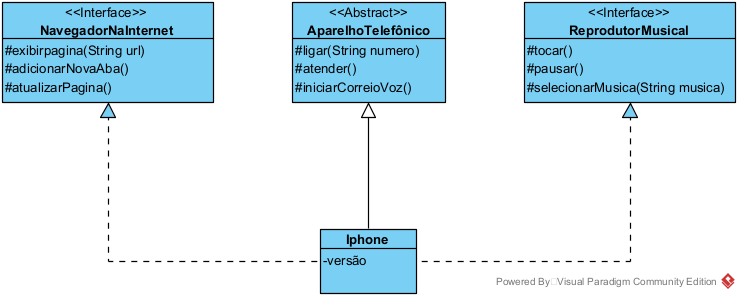 <<Interface>>
NavegadorNaInternet
#exibirpagina(String url)
#adicionarNovaAba()
#atualizarPagina()
<<Abstract>>
AparelhoTelefônico
#ligar(String numero)
#atender()
#iniciarCorreioVoz()
<<Interface>>
ReprodutorMusical
#tocar()
#pausar()
#selecionarMusica(String musica)
Iphone
-versão
Powered By Visual Paradigm Community Edition